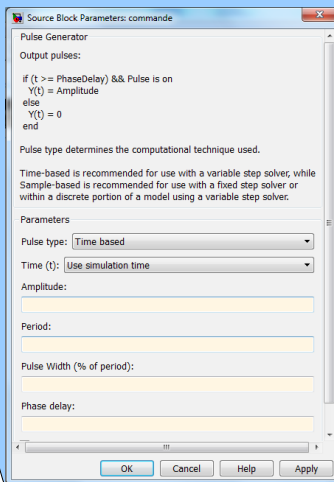 Source Block Parameters: commande
Pulse Generator
Output pulses:
if (t >= PhaseDelay) && Pulse is on
Y(t) = Amplitude
else
Y(t) = 0
end
Pulse type determines the computational technique used.
Time-based is recommended for use with a variable step solver, while
Sample-based is recommended for use with a fixed step solver or
within a discrete portion of a model using a variable step solver.
Parameters
Pulse type: Time based
Time (t): Use simulation time
Amplitude:
Period:
Pulse Width (% of period):
Phase delay:
OK Cancel Help Apply